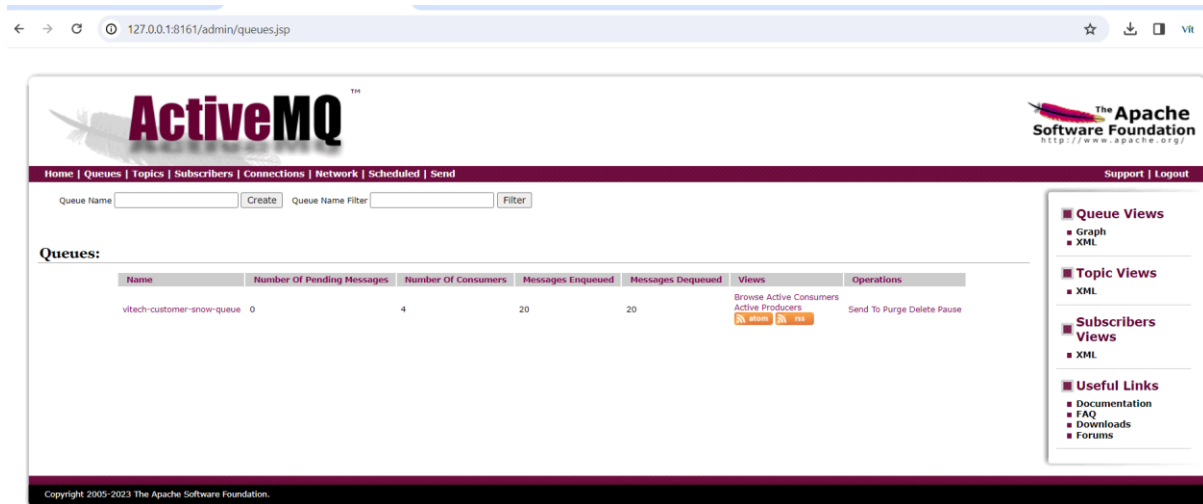 127.0.0.1:8161/admin/queues.jsp
Vit
ActiveMQ™
The Apache
Software Foundation
http://www.apache.org/
Home | Queues | Topics | Subscribers | Connections | Network | Scheduled | Send
Support | Logout
Queue Name Create Queue Name Filter Filter
Queues:
Name Number Of Pending Messages Number Of Consumers Messages Enqueued Messages Dequeued Views Operations
vitech-customer-snow-queue 0 4 20 20 Browse Active Consumers
Active Producers
atom rss
Send To Purge Delete Pause
Queue Views
Graph
XML
Topic Views
XML
Subscribers
Views
XML
Useful Links
Documentation
FAQ
Downloads
Forums
Copyright 2005-2023 The Apache Software Foundation.